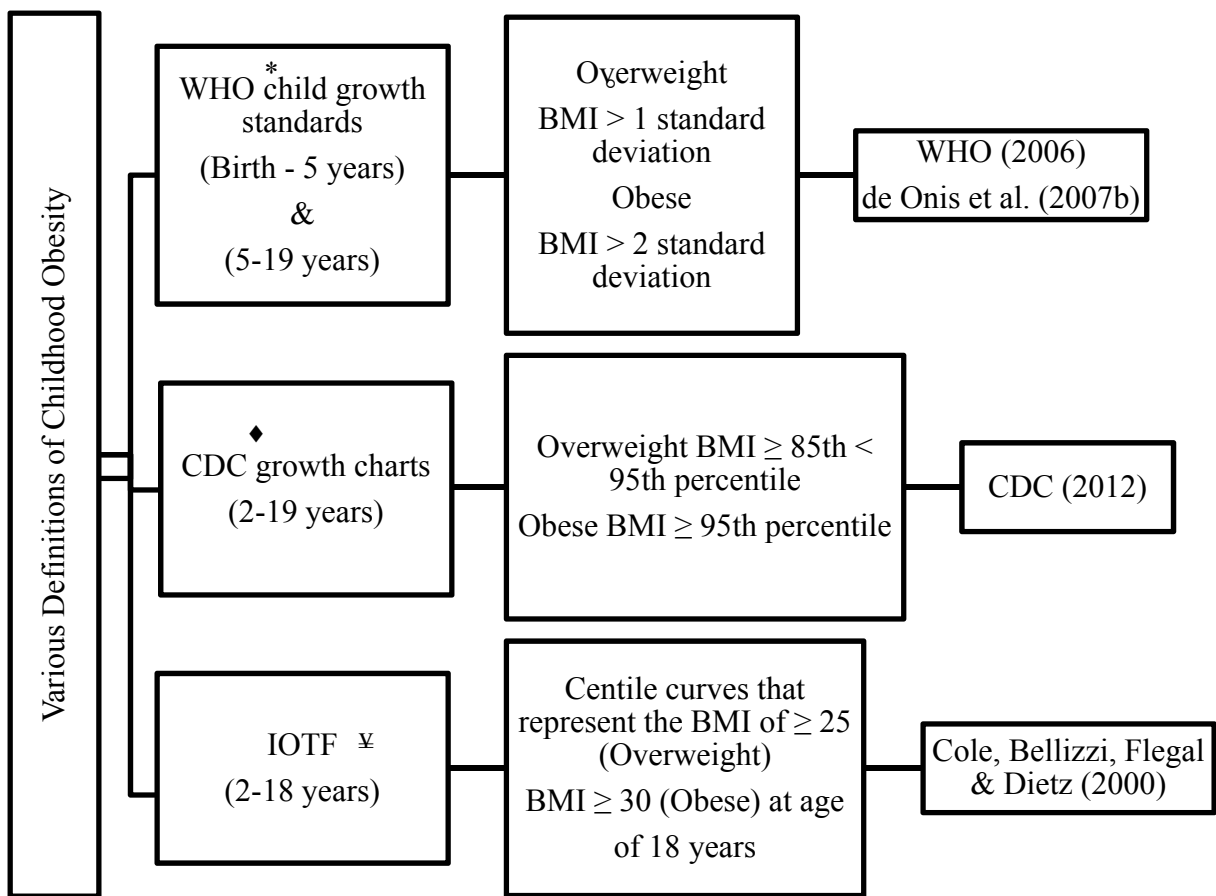 Various Definitions of Childhood Obesity
*
WHO child growth
standards
(Birth - 5 years)
&
(5-19 years)
Overweight
BMI > 1 standard
deviation
Obese
BMI > 2 standard
deviation
WHO (2006)
de Onis et al. (2007b)
♦
CDC growth charts
(2-19 years)
Overweight BMI ≥ 85th <
95th percentile
Obese BMI ≥ 95th percentile
CDC (2012)
IOTF ¥
(2-18 years)
Centile curves that
represent the BMI of ≥ 25
(Overweight)
BMI ≥ 30 (Obese) at age
of 18 years
Cole, Bellizzi, Flegal
& Dietz (2000)